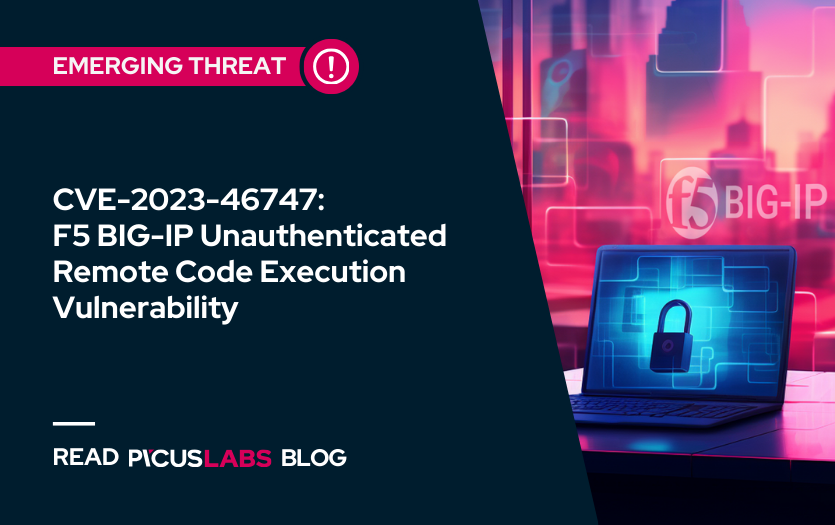 EMERGING THREAT
CVE-2023-46747:
F5 BIG-IP Unauthenticated
Remote Code Execution
Vulnerability
READ PICUSLABS BLOG
f5 BIG-IP